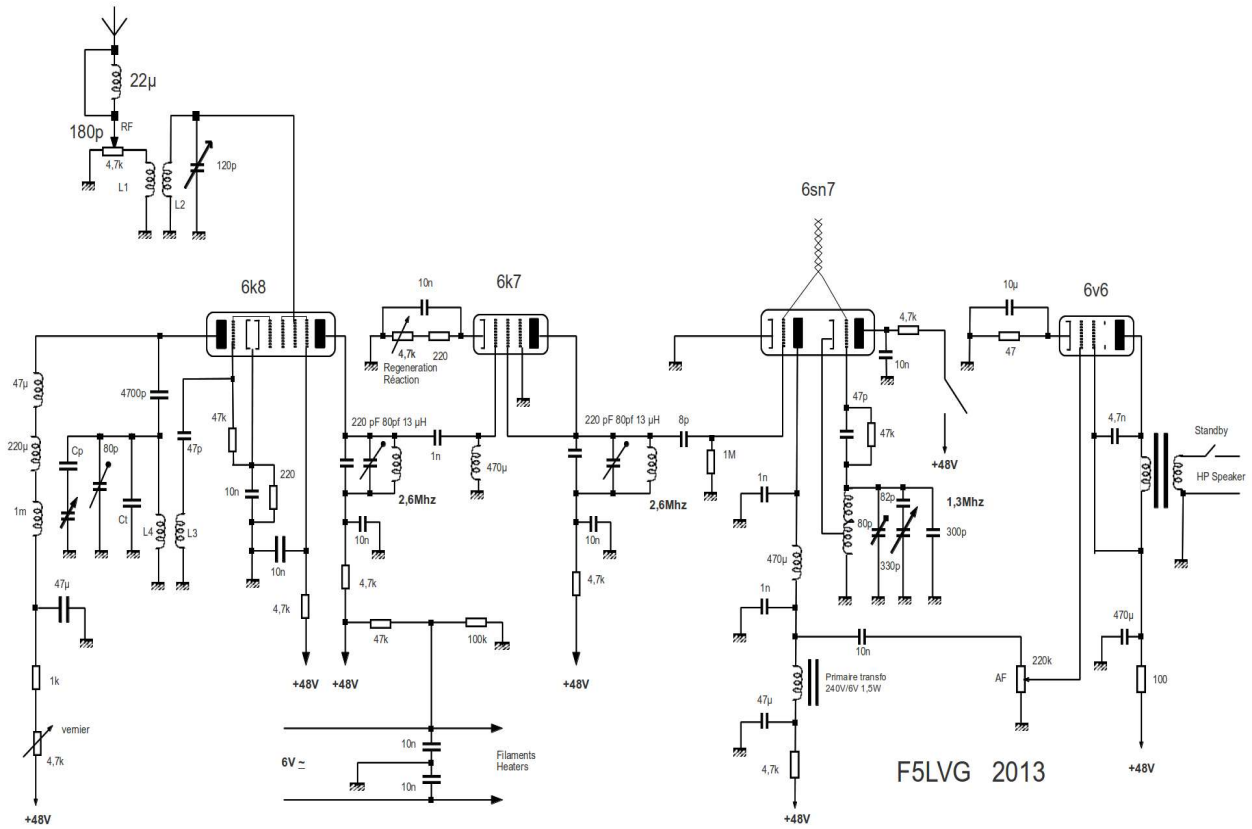 22µ
180p
RF
4,7k
L1
L2
120p
6sn7
6k8
6k7
6v6
10n
4,7k
220
Regeneration
Réaction
4,7k
10n
10µ
47
47µ
4700p
220µ
Cp
80p
47p
47k
220
10n
1m
Ct
L4
L3
10n
220 pF 80pf 13 µH
1n
2,6Mhz
470µ
10n
4,7k
220 pF 80pf 13 µH
8p
1M
2,6Mhz
10n
4,7k
47p
47k
+48V
1n
82p
1,3Mhz
80p
300p
330p
470µ
1n
4,7n
Standby
HP Speaker
47µ
4,7k
47k
100k
10n
220k
AF
470µ
100
1k
+48V
+48V
+48V
Primaire transfo
240V/6V 1,5W
vernier
4,7k
47µ
4,7k
6V ~
10n
10n
Filaments
Heaters
F5LVG 2013
+48V
+48V
+48V